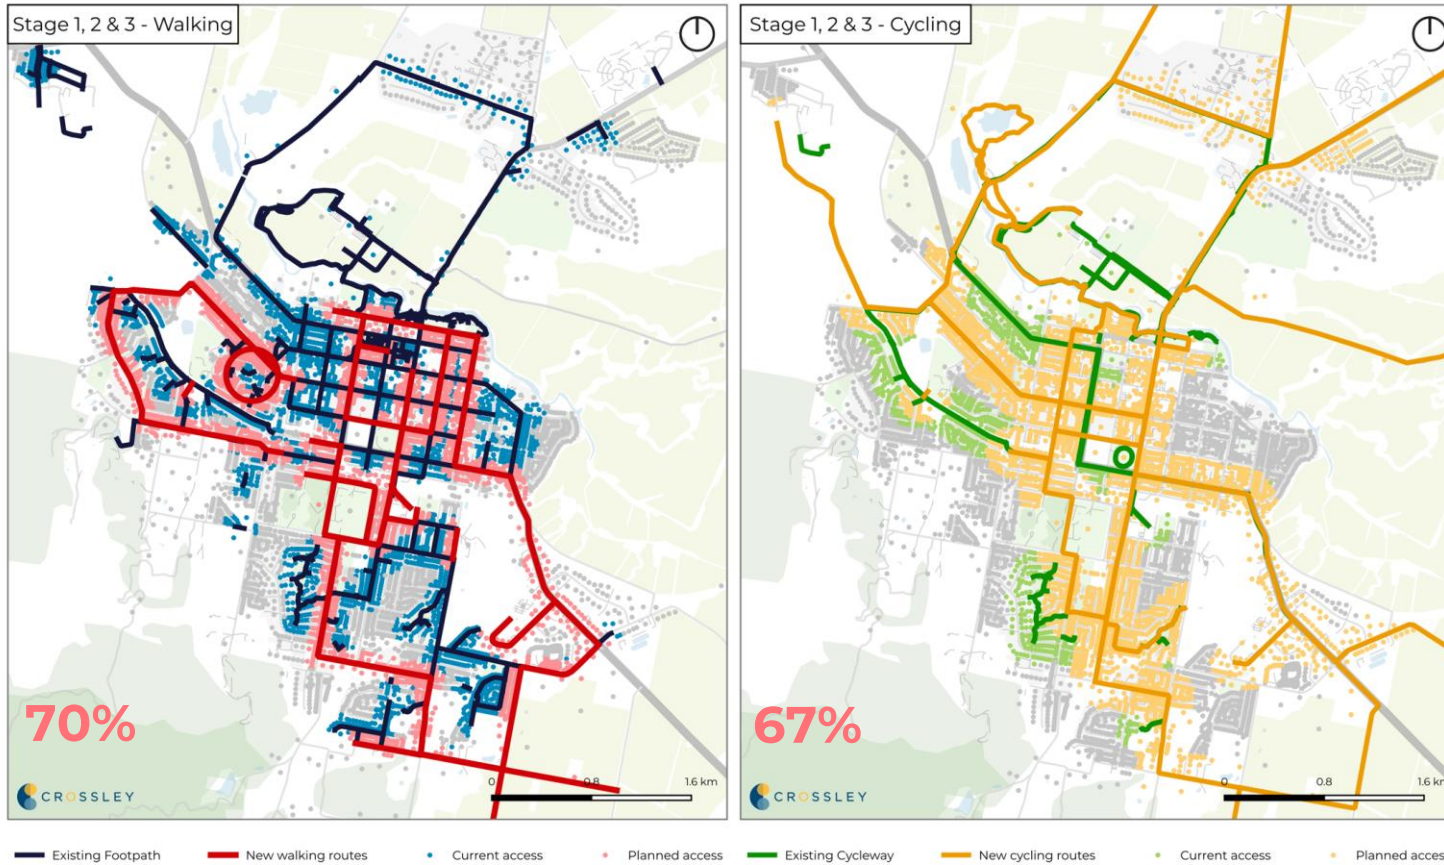 Stage 1, 2 & 3 - Walking
70%
CROSSLEY
0 0.8 1.6 km
Stage 1, 2 & 3 - Cycling
67%
CROSSLEY
0 0.8 1.6 km
Existing Footpath New walking routes Current access Planned access Existing Cycleway New cycling routes Current access Planned access